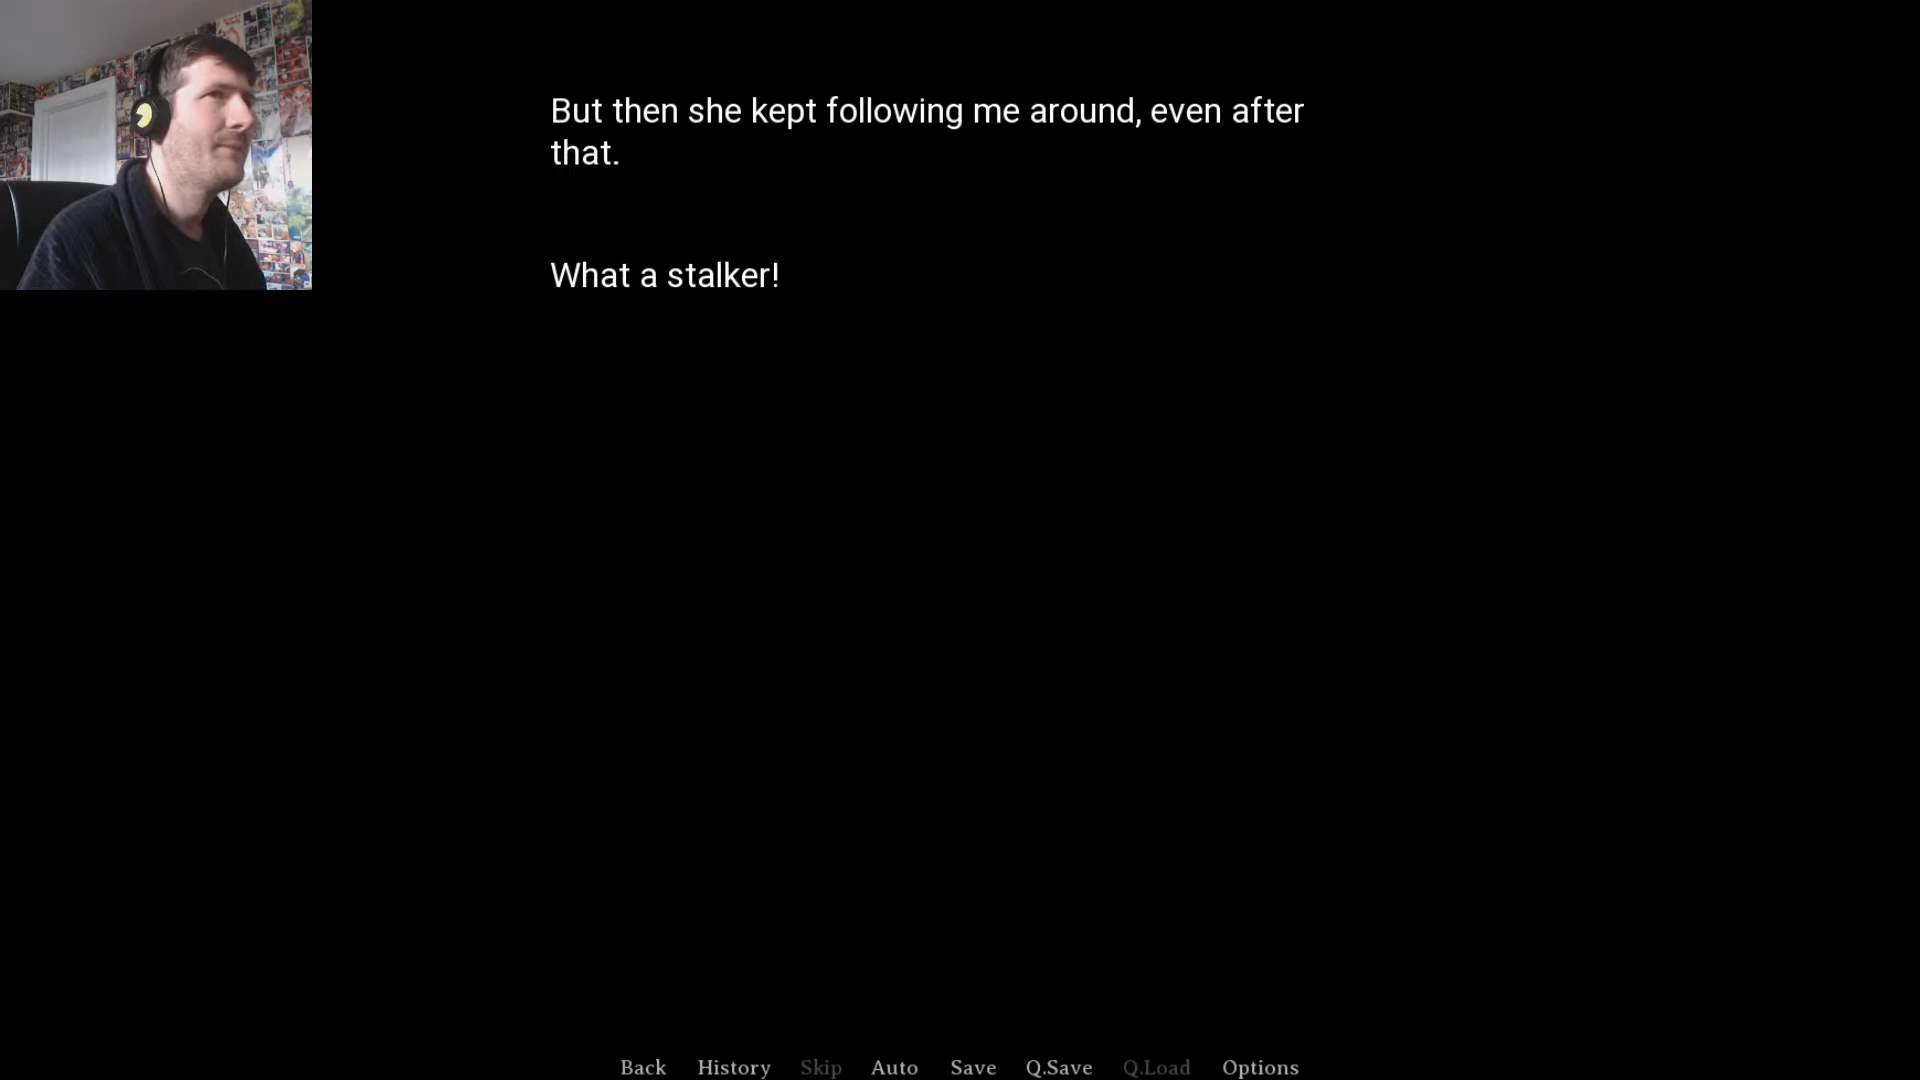 But then she kept following me around, even after
that.
What a stalker!
Back History Skip Auto Save Q.Save Q.Load Options